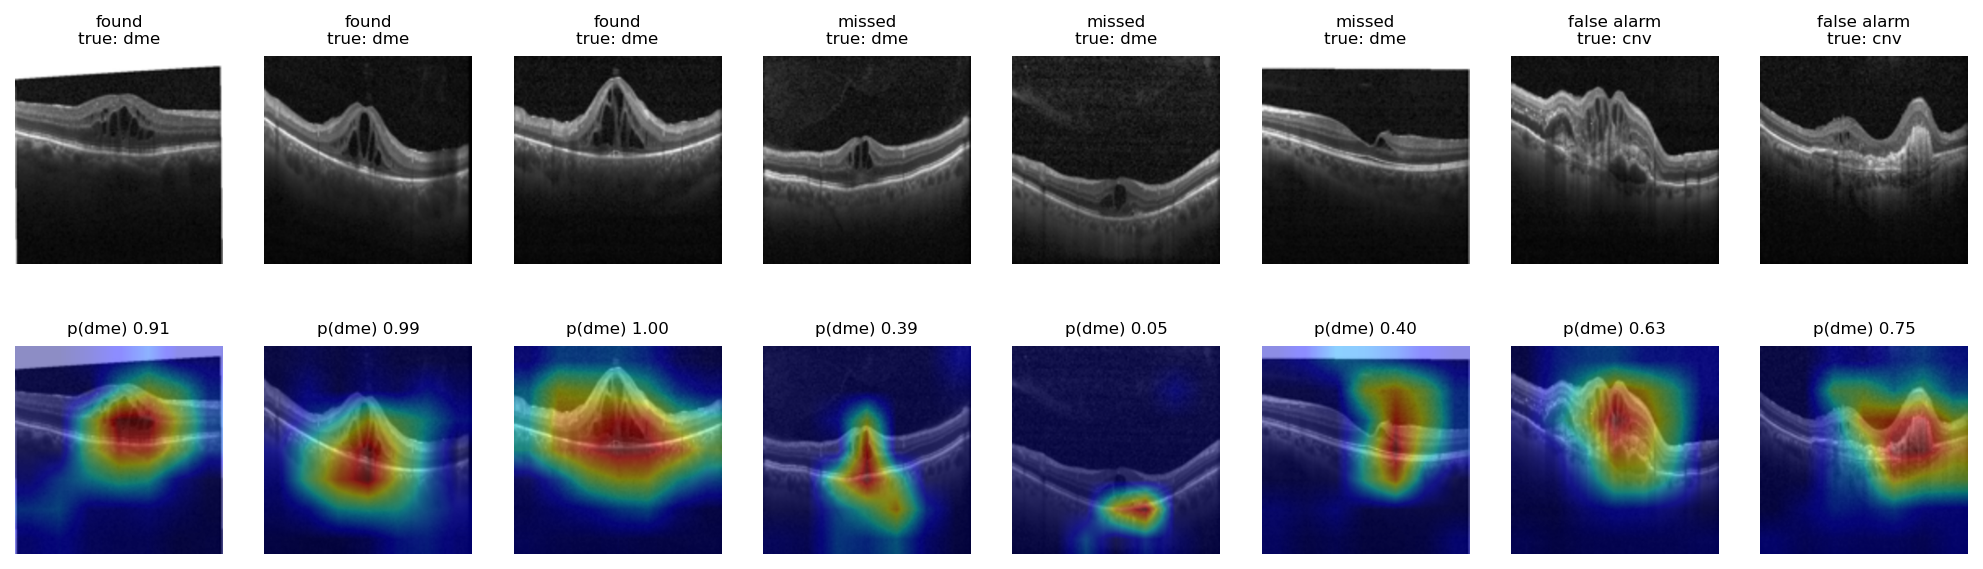 found
true: dme
found
true: dme
found
true: dme
missed
true: dme
missed
true: dme
missed
true: dme
false alarm
true: cnv
false alarm
true: cnv
p(dme) 0.91
p(dme) 0.99
p(dme) 1.00
p(dme) 0.39
p(dme) 0.05
p(dme) 0.40
p(dme) 0.63
p(dme) 0.75